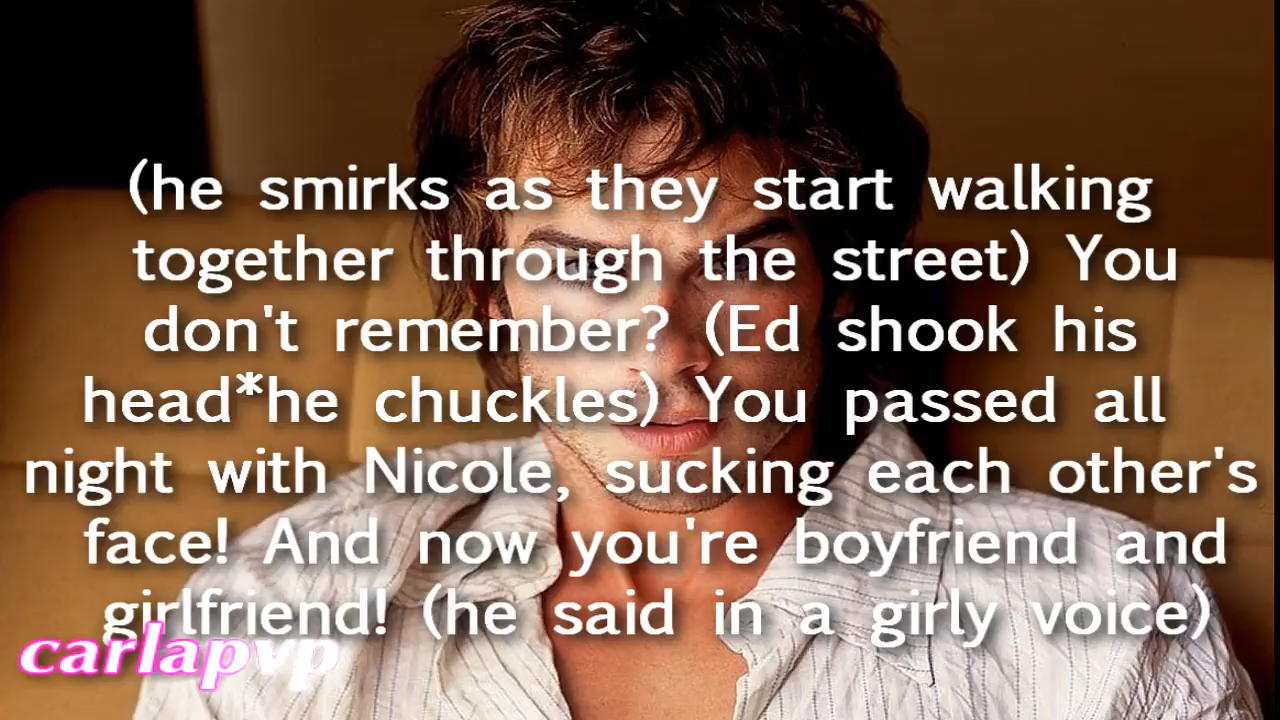 (he smirks as they start walking
together through the street) You
don't remember? (Ed shook his
head*he chuckles) You passed all
night with Nicole, sucking each other's
face! And now you're boyfriend and
girlfriend! (he said in a girly voice)
carlapvp